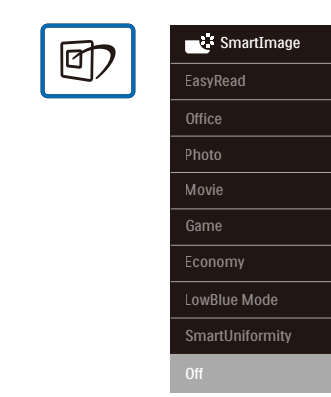 SmartImage
EasyRead
Office
Photo
Movie
Game
Economy
LowBlue Mode
SmartUniformity
Off